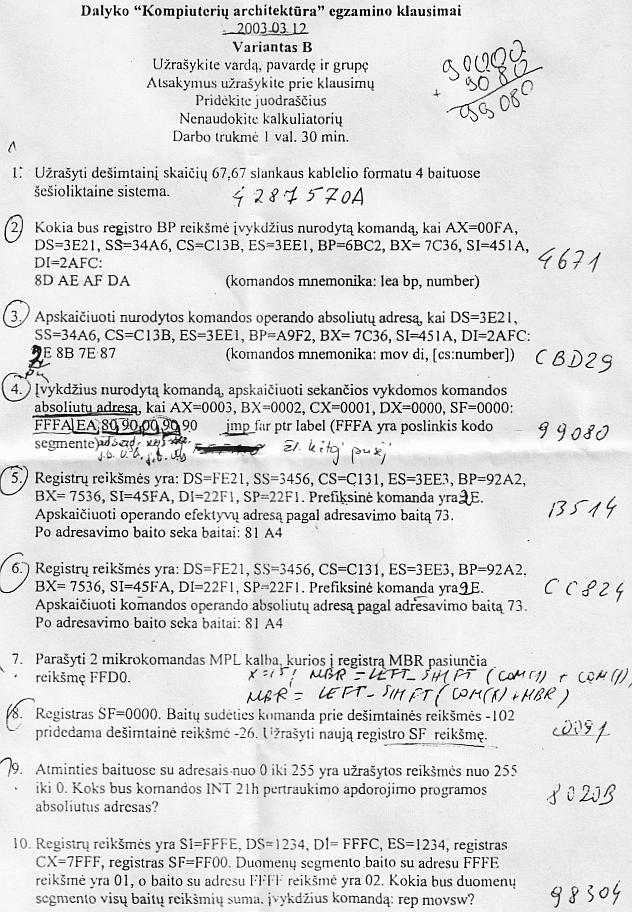 Dalyko “Kompiuterių architektūra” egzamino klausimai
2003 03 12
Variantas B
Užrašykite vardą, pavardę ir grupę
Atsakymus užrašykite prie klausimų
Pridėkite juodraščius
Nenaudokite kalkuliatorių
Darbo trukmė 1 val. 30 min.
90000
+ 9080
99080
1. Užrašyti dešimtainį skaičių 67,67 slankaus kablelio formatu 4 baituose
šešioliktaine sistema.
4287570A
2. Kokia bus registro BP reikšmė įvykdžius nurodytą komandą, kai AX=00FA,
DS=3E21, SS=34A6, CS=C13B, ES=3EE1, BP=6BC2, BX= 7C36, SI=451A,
DI=2AFC:
8D AE AF DA (komandos mnemonika: lea bp, number)
4671
3. Apskaičiuoti nurodytos komandos operando absoliutų adresą, kai DS=3E21,
SS=34A6, CS=C13B, ES=3EE1, BP=A9F2, BX= 7C36, SI=451A, DI=2AFC:
2E 8B 7E 87 (komandos mnemonika: mov di, [cs:number])
CBD29
4. Įvykdžius nurodytą komandą, apskaičiuoti sekančios vykdomos komandos
absoliutų adresą, kai AX=0003, BX=0002, CX=0001, DX=0000, SF=0000:
FFFA EA 80 90 00 90 90 jmp far ptr label (FFFA yra poslinkis kodo
segmente)
žl. kitoj pusėj
99080
5. Registrų reikšmės yra: DS=FE21, SS=3456, CS=C131, ES=3EE3, BP=92A2,
BX= 7536, SI=45FA, DI=22F1, SP=22F1. Prefiksinė komanda yra 2E.
Apskaičiuoti operando efektyvų adresą pagal adresavimo baitą 73.
Po adresavimo baito seka baitai: 81 A4
B514
6. Registrų reikšmės yra: DS=FE21, SS=3456, CS=C131, ES=3EE3, BP=92A2,
BX= 7536, SI=45FA, DI=22F1, SP=22F1. Prefiksinė komanda yra 2E.
Apskaičiuoti komandos operando absoliutų adresą pagal adresavimo baitą 73.
Po adresavimo baito seka baitai: 81 A4
CC824
7. Parašyti 2 mikrokomandas MPL kalba, kurios į registrą MBR pasiunčia
reikšmę FFD0.
MBR = LEFT_SHIFT (COM(1) + COM(1))
MBR = LEFT_SHIFT (COM(X) + MBR)
8. Registras SF=0000. Baitų sudėties komanda prie dešimtainės reikšmės -102
pridedama dešimtainė reikšmė -26. Užrašyti naują registro SF reikšmę.
0091
9. Atminties baituose su adresais nuo 0 iki 255 yra užrašytos reikšmės nuo 255
iki 0. Koks bus komandos INT 21h pertraukimo apdorojimo programos
absoliutus adresas?
8020B
10. Registrų reikšmės yra SI=FFFE, DS=1234, DI= FFFC, ES=1234, registras
CX=7FFF, registras SF=FF00. Duomenų segmento baito su adresu FFFE
reikšmė yra 01, o baito su adresu FFFF reikšmė yra 02. Kokia bus duomenų
segmento visų baitų reikšmių suma, įvykdžius komandą: rep movsw?
98304